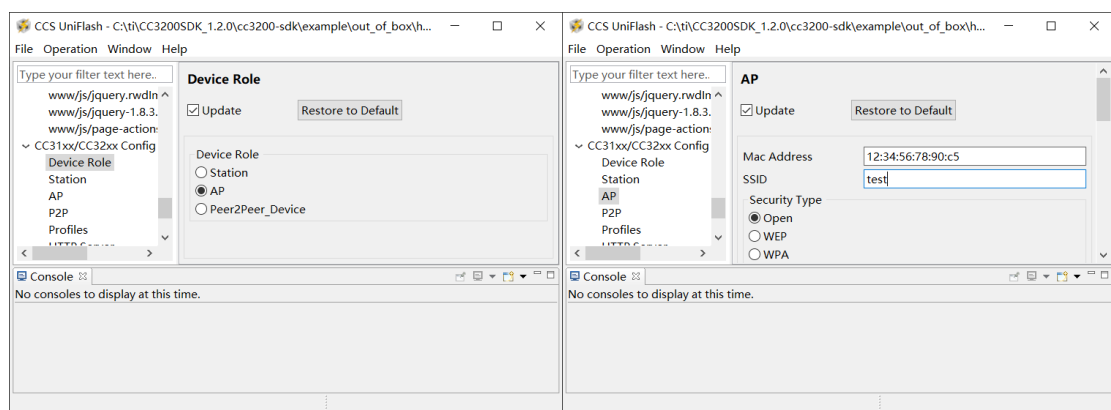 CCS UniFlash - C:\ti\CC3200SDK_1.2.0\cc3200-sdk\example\out_of_box\h...
File Operation Window Help
Type your filter text here..
www/js/jquery.rwdIn
www/js/jquery-1.8.3.
www/js/page-action:
CC31xx/CC32xx Config
Device Role
Station
AP
P2P
Profiles
Device Role
Update
Restore to Default
Device Role
Station
AP
Peer2Peer_Device
Console
No consoles to display at this time.
CCS UniFlash - C:\ti\CC3200SDK_1.2.0\cc3200-sdk\example\out_of_box\h...
File Operation Window Help
Type your filter text here..
www/js/jquery.rwdIn
www/js/jquery-1.8.3.
www/js/page-action:
CC31xx/CC32xx Config
Device Role
Station
AP
P2P
Profiles
AP
Update
Restore to Default
Mac Address 12:34:56:78:90:c5
SSID test
Security Type
Open
WEP
WPA
Console
No consoles to display at this time.